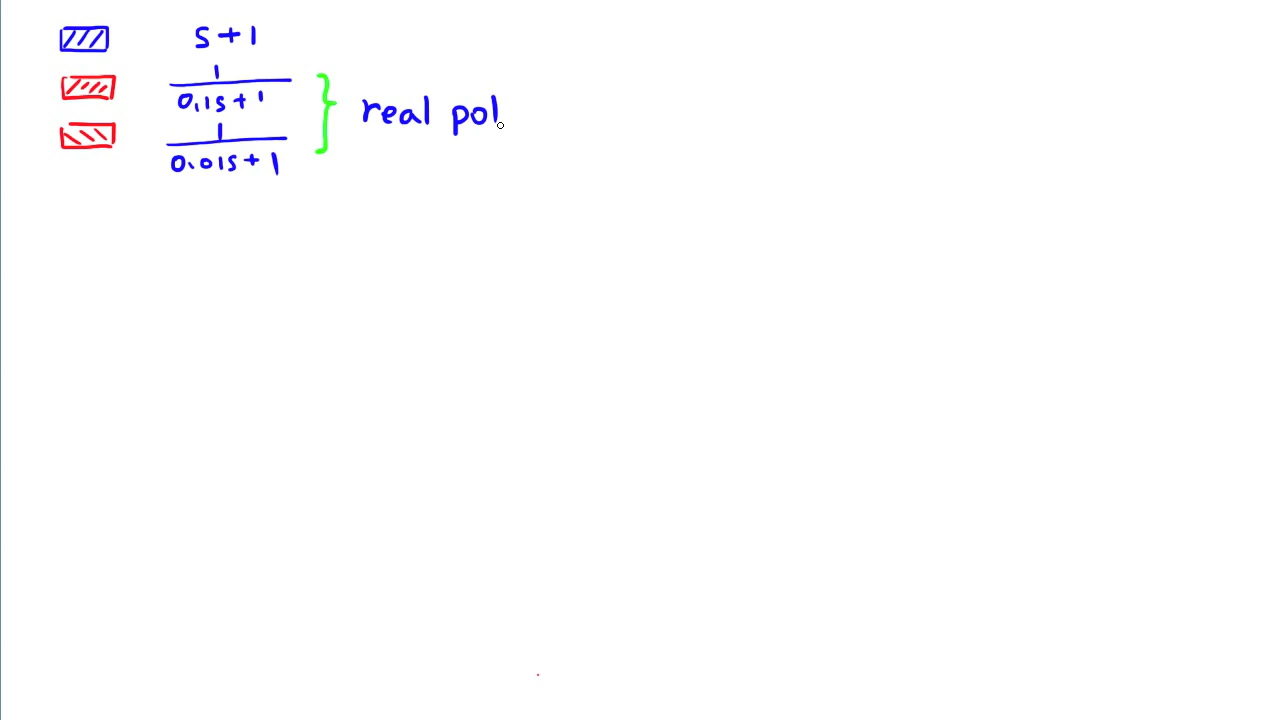 s + 1
1
0.1s + 1
1
0.01s + 1
real pol